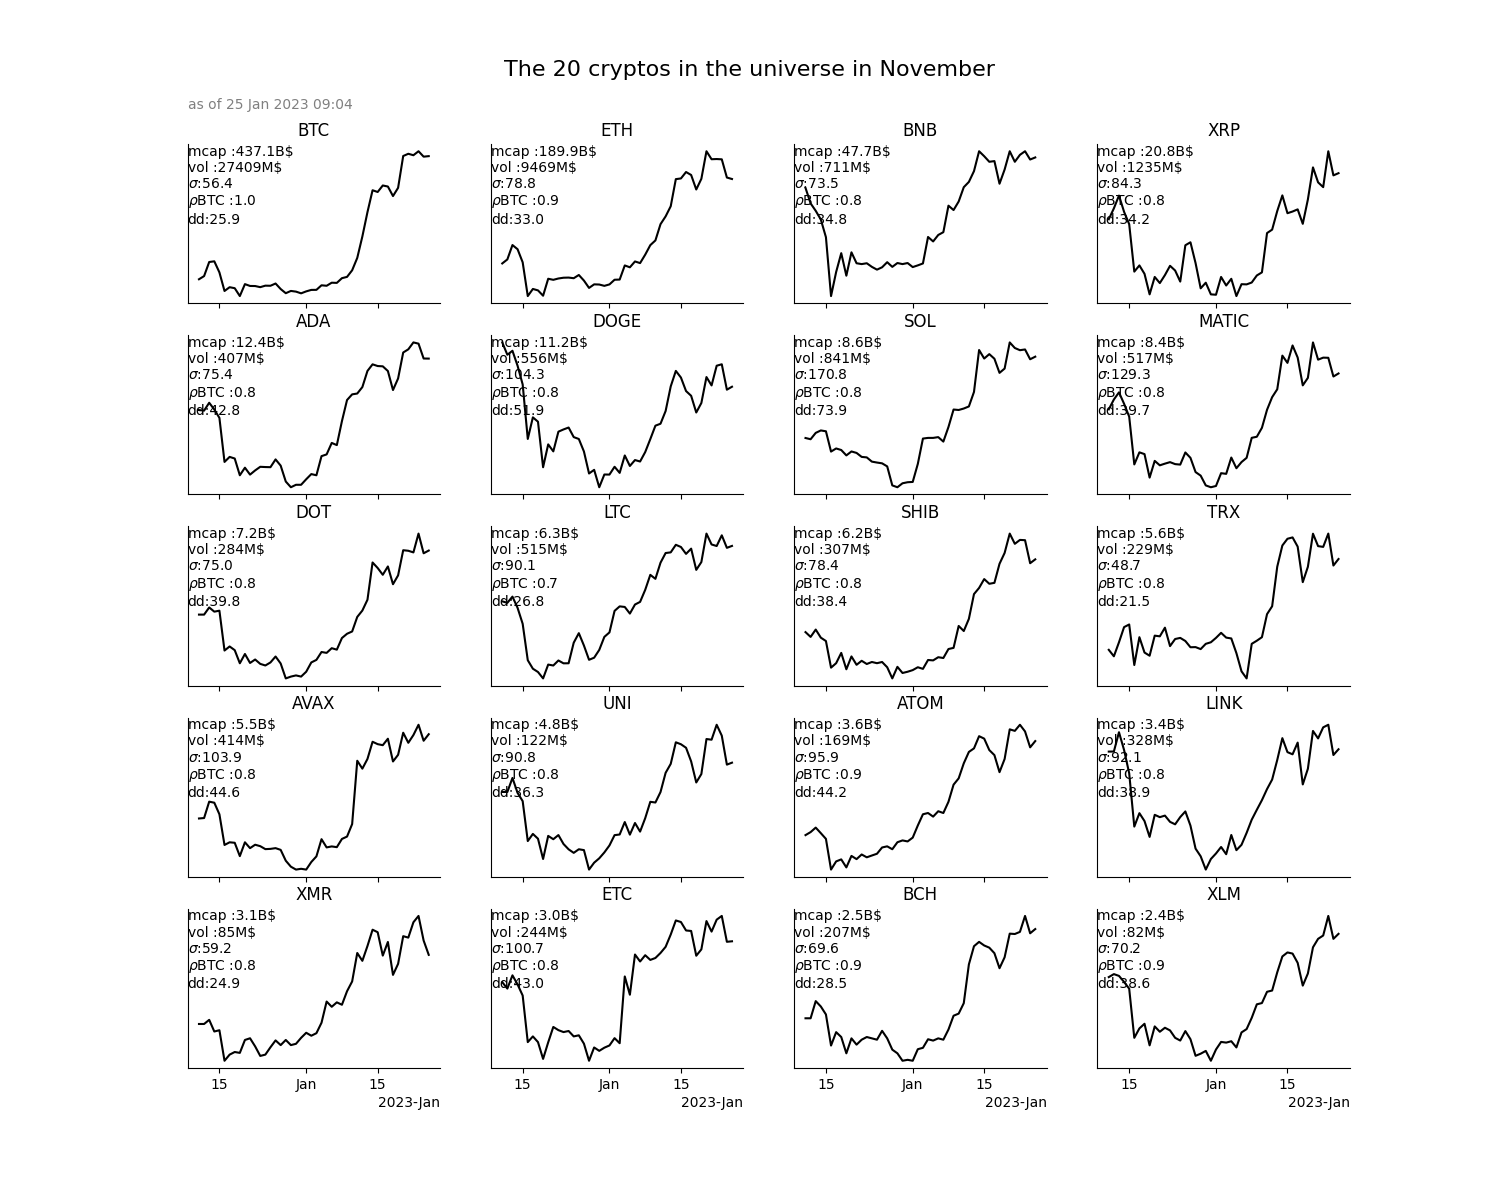 The 20 cryptos in the universe in November
as of 25 Jan 2023 09:04
BTC
mcap :437.1B$
vol :27409M$
σ:56.4
ρBTC :1.0
dd:25.9
ETH
mcap :189.9B$
vol :9469M$
σ:78.8
ρBTC :0.9
dd:33.0
BNB
mcap :47.7B$
vol :711M$
σ:73.5
ρBTC :0.8
dd:34.8
XRP
mcap :20.8B$
vol :1235M$
σ:84.3
ρBTC :0.8
dd:34.2
ADA
mcap :12.4B$
vol :407M$
σ:75.4
ρBTC :0.8
dd:42.8
DOGE
mcap :11.2B$
vol :556M$
σ:104.3
ρBTC :0.8
dd:51.9
SOL
mcap :8.6B$
vol :841M$
σ:170.8
ρBTC :0.8
dd:73.9
MATIC
mcap :8.4B$
vol :517M$
σ:129.3
ρBTC :0.8
dd:39.7
DOT
mcap :7.2B$
vol :284M$
σ:75.0
ρBTC :0.8
dd:39.8
LTC
mcap :6.3B$
vol :515M$
σ:90.1
ρBTC :0.7
dd:26.8
SHIB
mcap :6.2B$
vol :307M$
σ:78.4
ρBTC :0.8
dd:38.4
TRX
mcap :5.6B$
vol :229M$
σ:48.7
ρBTC :0.8
dd:21.5
AVAX
mcap :5.5B$
vol :414M$
σ:103.9
ρBTC :0.8
dd:44.6
UNI
mcap :4.8B$
vol :122M$
σ:90.8
ρBTC :0.8
dd:36.3
ATOM
mcap :3.6B$
vol :169M$
σ:95.9
ρBTC :0.9
dd:44.2
LINK
mcap :3.4B$
vol :328M$
σ:92.1
ρBTC :0.8
dd:38.9
XMR
mcap :3.1B$
vol :85M$
σ:59.2
ρBTC :0.8
dd:24.9
ETC
mcap :3.0B$
vol :244M$
σ:100.7
ρBTC :0.8
dd:43.0
BCH
mcap :2.5B$
vol :207M$
σ:69.6
ρBTC :0.9
dd:28.5
XLM
mcap :2.4B$
vol :82M$
σ:70.2
ρBTC :0.9
dd:38.6
15 Jan 15
2023-Jan
15 Jan 15
2023-Jan
15 Jan 15
2023-Jan
15 Jan 15
2023-Jan